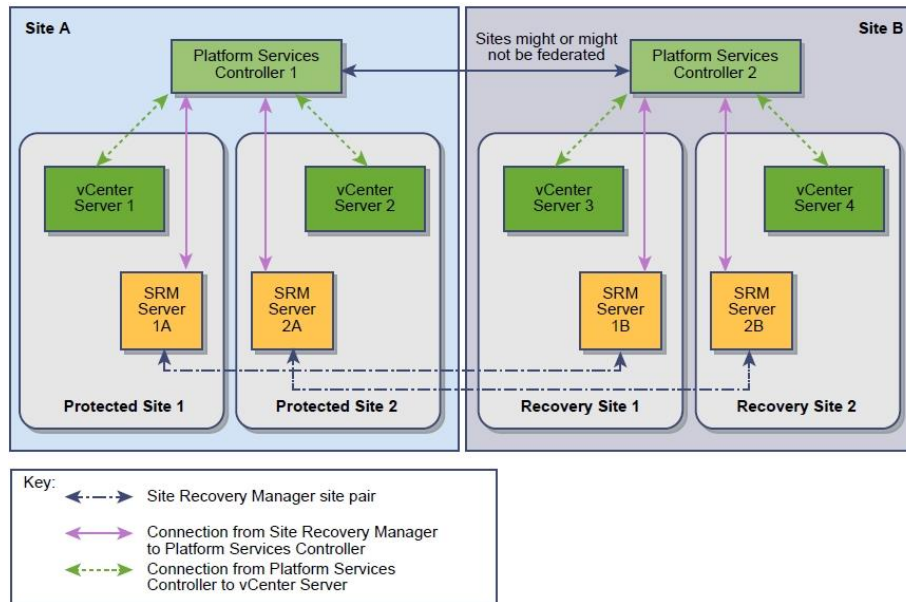 Site A
Site B
Platform Services
Controller 1
Sites might or might
not be federated
Platform Services
Controller 2
vCenter
Server 1
vCenter
Server 2
vCenter
Server 3
vCenter
Server 4
SRM
Server
1A
SRM
Server
2A
SRM
Server
1B
SRM
Server
2B
Protected Site 1
Protected Site 2
Recovery Site 1
Recovery Site 2
Key:
Site Recovery Manager site pair
Connection from Site Recovery Manager
to Platform Services Controller
Connection from Platform Services
Controller to vCenter Server